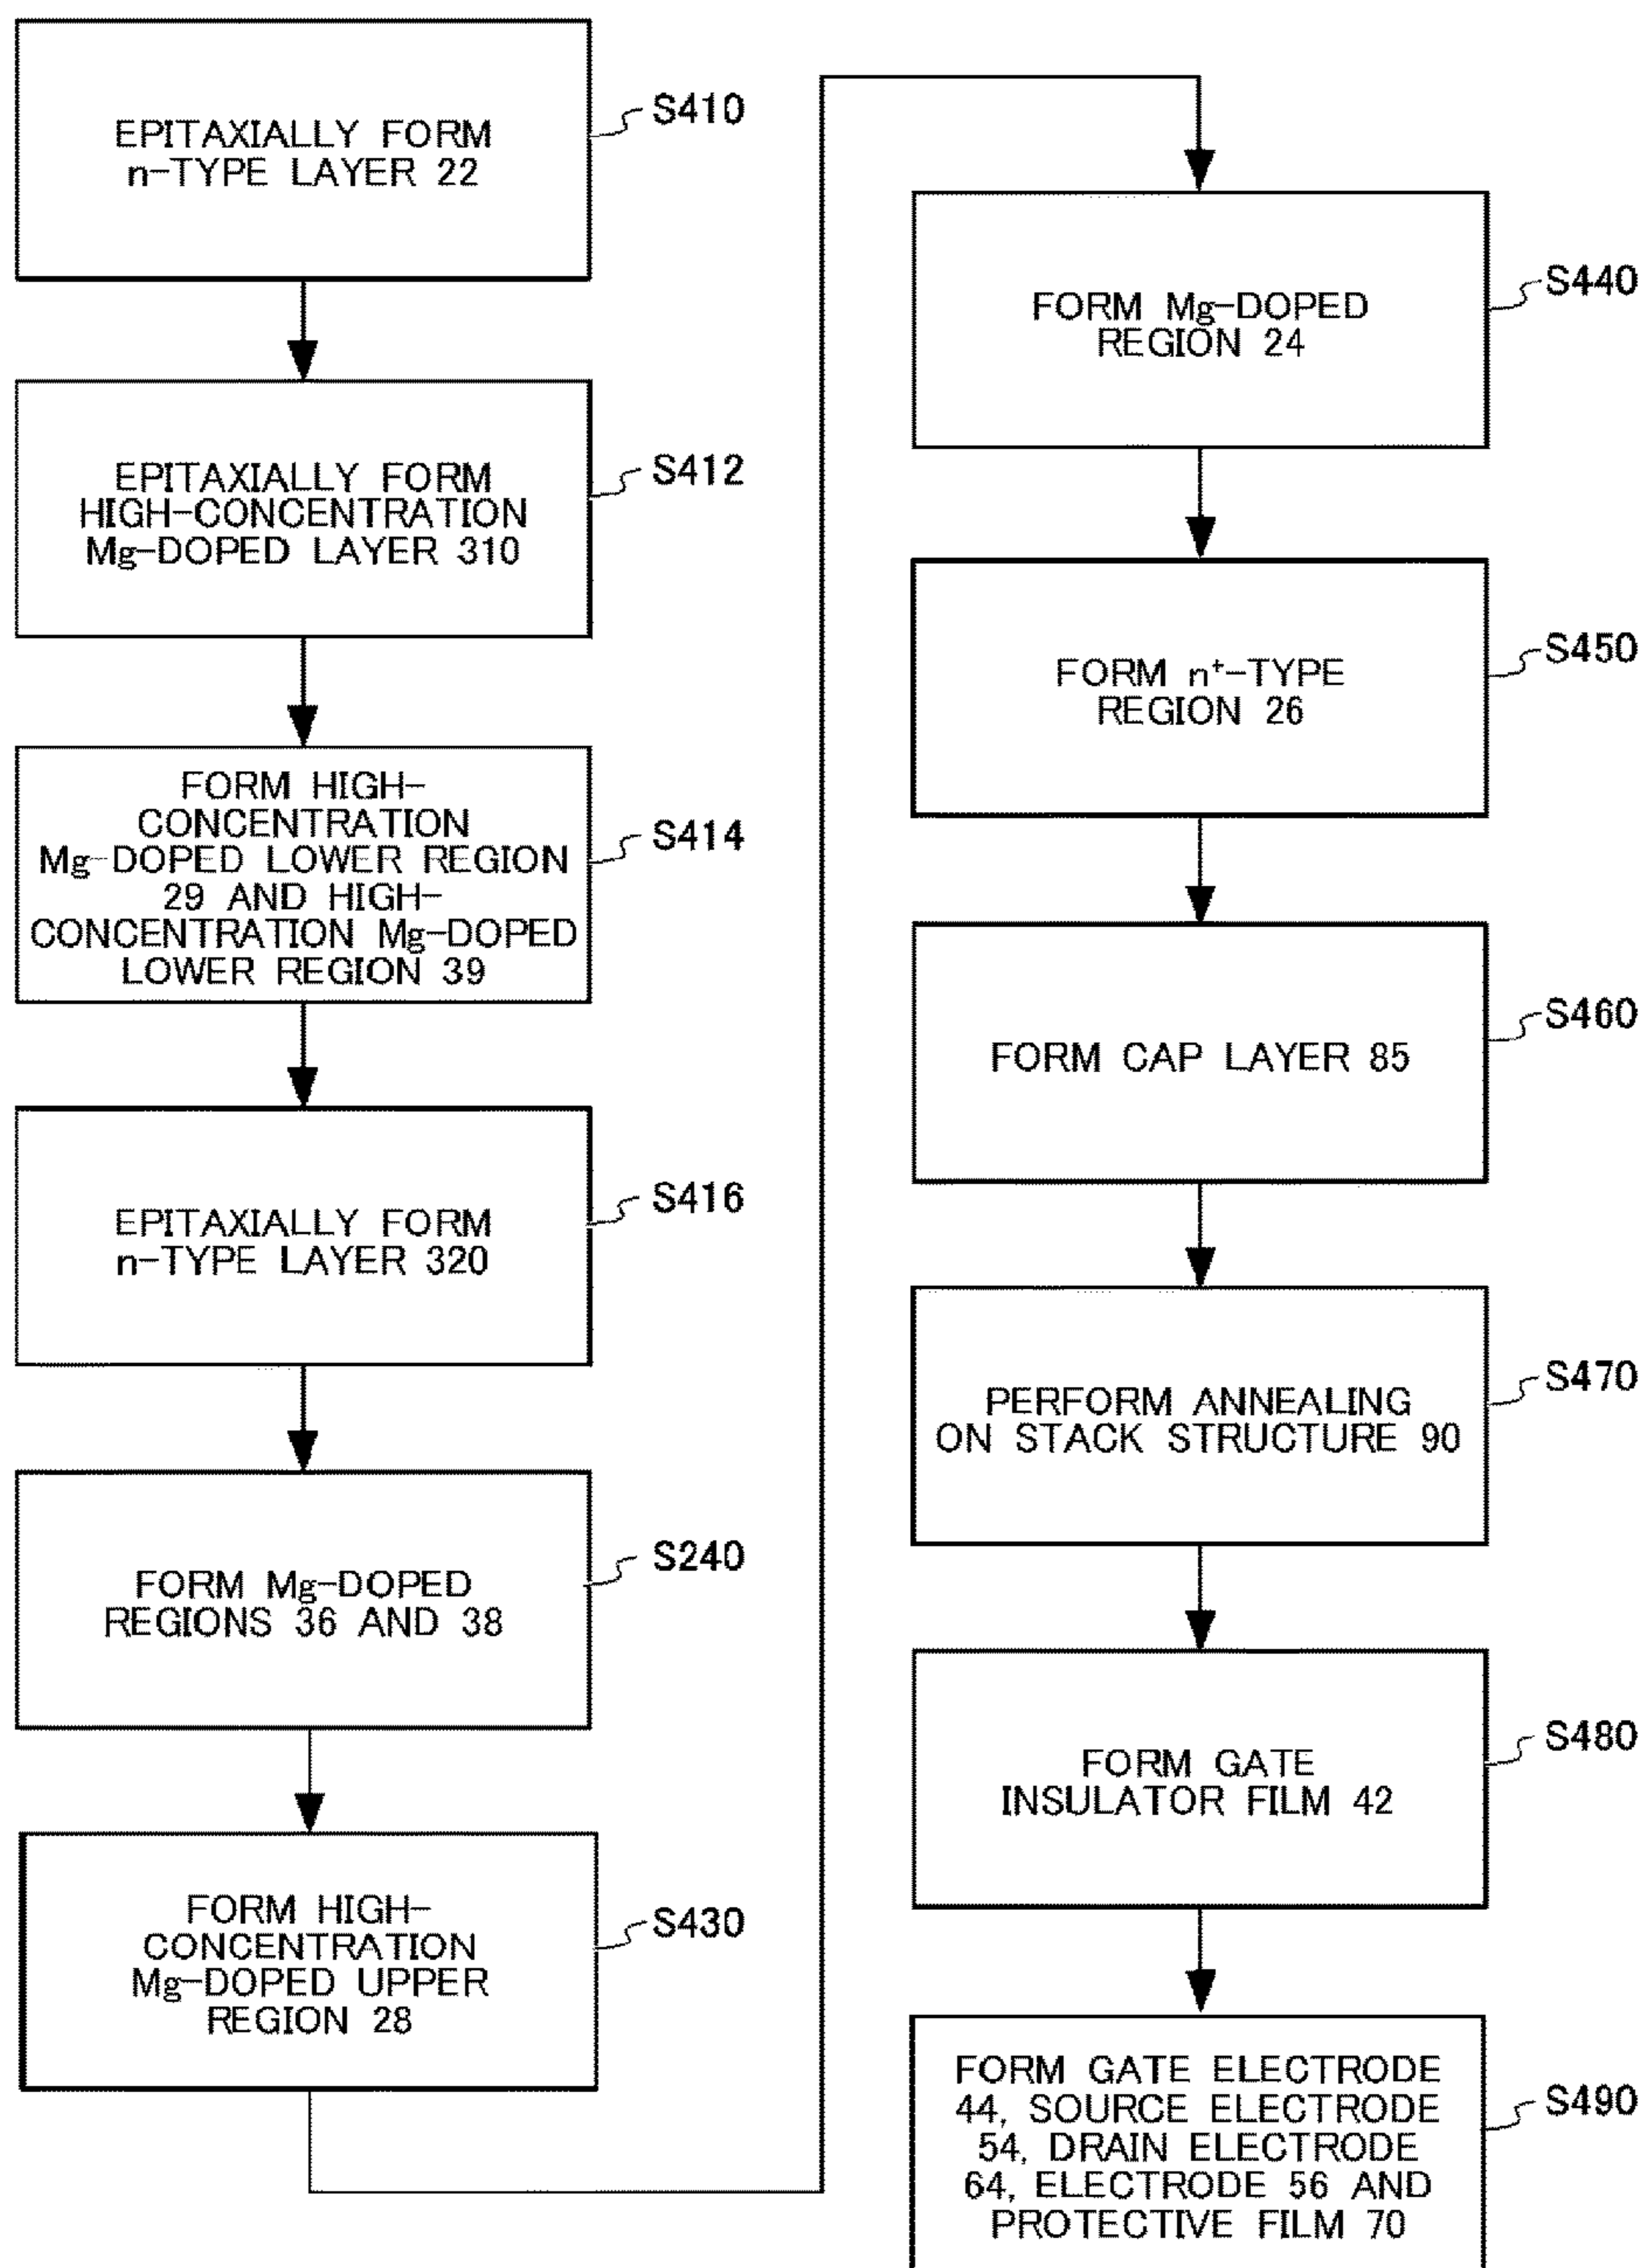 EPITAXIALLY FORM
n-TYPE LAYER 22
S410
EPITAXIALLY FORM
HIGH-CONCENTRATION
Mg-DOPED LAYER 310
S412
FORM HIGH-
CONCENTRATION
Mg-DOPED LOWER REGION
29 AND HIGH-
CONCENTRATION Mg-DOPED
LOWER REGION 39
S414
EPITAXIALLY FORM
n-TYPE LAYER 320
S416
FORM Mg-DOPED
REGIONS 36 AND 38
S240
FORM HIGH-
CONCENTRATION
Mg-DOPED UPPER
REGION 28
S430
FORM Mg-DOPED
REGION 24
S440
FORM n⁺-TYPE
REGION 26
S450
FORM CAP LAYER 85
S460
PERFORM ANNEALING
ON STACK STRUCTURE 90
S470
FORM GATE
INSULATOR FILM 42
S480
FORM GATE ELECTRODE
44, SOURCE ELECTRODE
54, DRAIN ELECTRODE
64, ELECTRODE 56 AND
PROTECTIVE FILM 70
S490